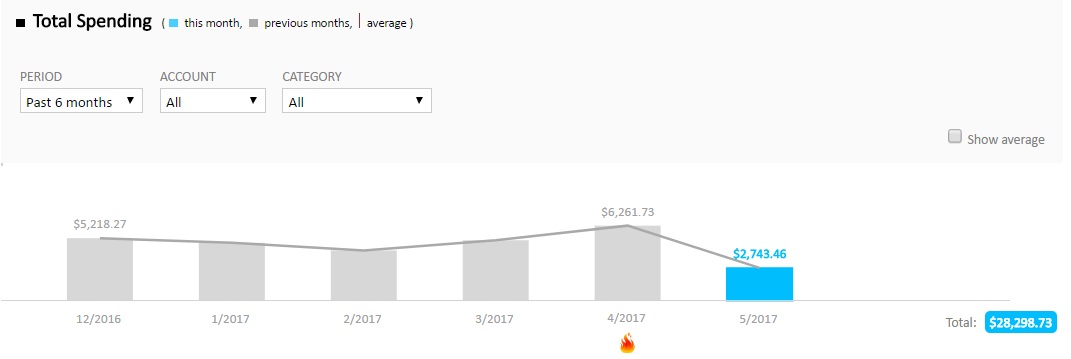 Total Spending ( this month, previous months, | average )
PERIOD ACCOUNT CATEGORY
Past 6 months All All
Show average
$5,218.27 $6,261.73 $2,743.46
12/2016 1/2017 2/2017 3/2017 4/2017 5/2017
Total: $28,298.73